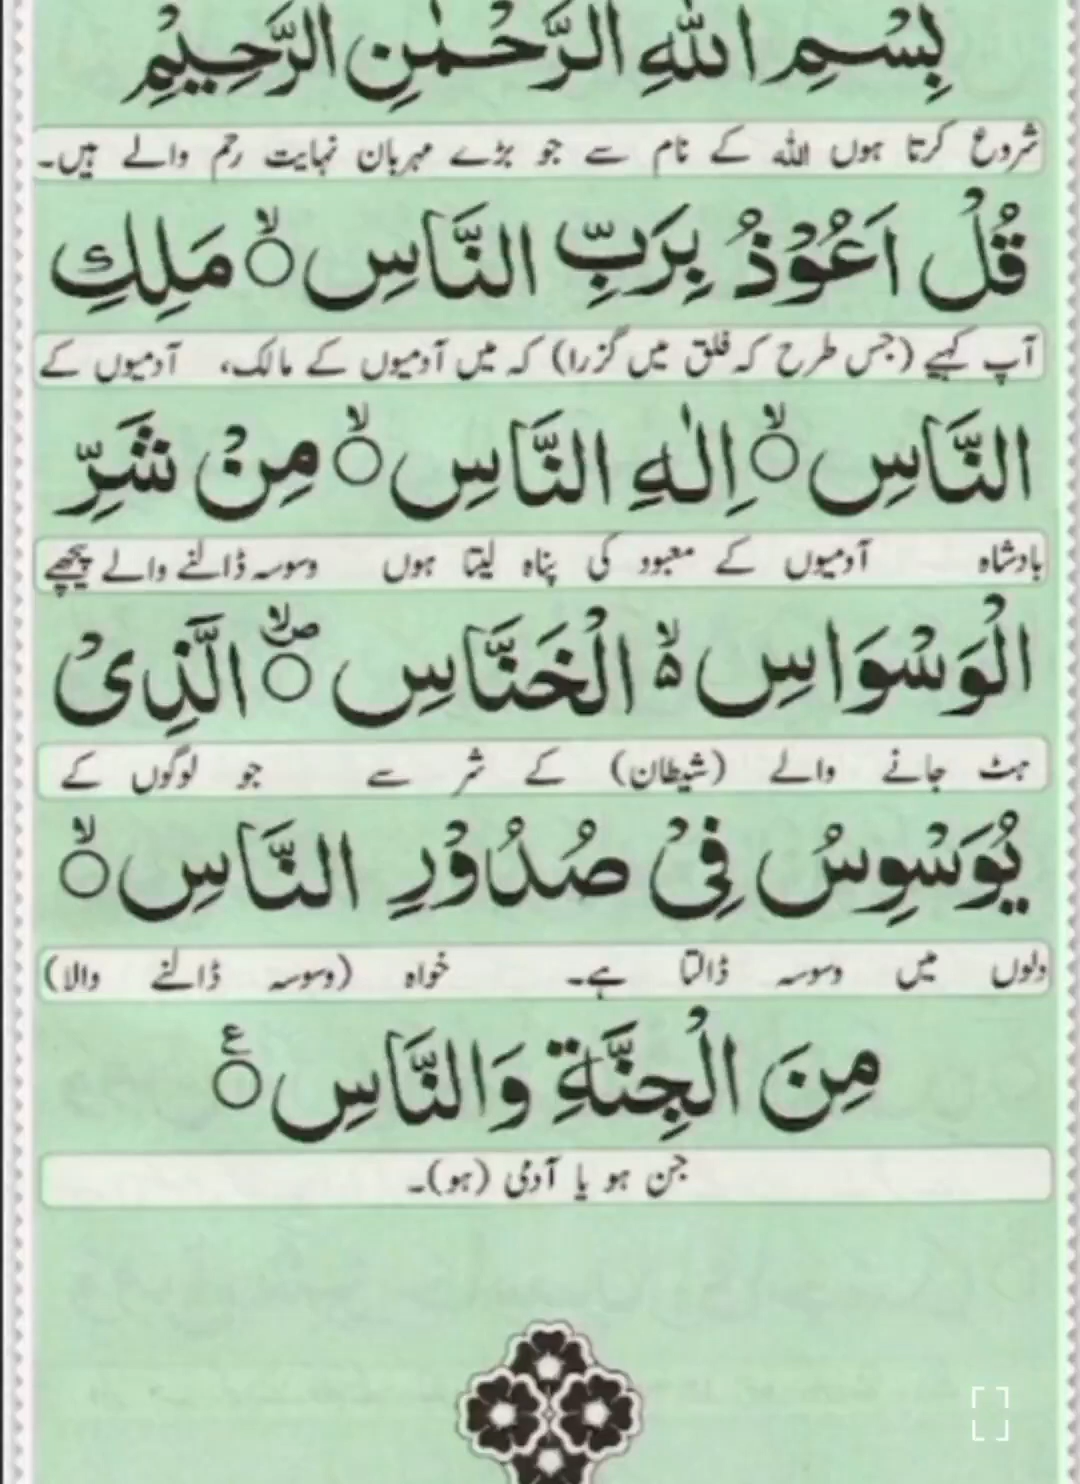 بِسْمِ اللّٰهِ الرَّحْمٰنِ الرَّحِيْمِ
شروع کرتا ہوں اللہ کے نام سے جو بڑے مہربان نہایت رحم والے ہیں۔
قُلْ اَعُوْذُ بِرَبِّ النَّاسِ ۙ مَلِكِ
آپ کہیے (جس طرح کہ فلق میں گزرا) کہ میں آدمیوں کے مالک، آدمیوں کے
النَّاسِ ۙ اِلٰهِ النَّاسِ ۙ مِنْ شَرِّ
بادشاہ آدمیوں کے معبود کی پناہ لیتا ہوں وسوسہ ڈالنے والے پیچھے
الْوَسْوَاسِ ۬ۙ الْخَنَّاسِ ۪ۙ الَّذِىْ
ہٹ جانے والے (شیطان) کے شر سے جو لوگوں کے
يُوَسْوِسُ فِىْ صُدُوْرِ النَّاسِ ۙ
دلوں میں وسوسہ ڈالتا ہے۔ خواہ (وسوسہ ڈالنے والا)
مِنَ الْجِنَّةِ وَالنَّاسِ ع
جن ہو یا آدمی (ہو)۔